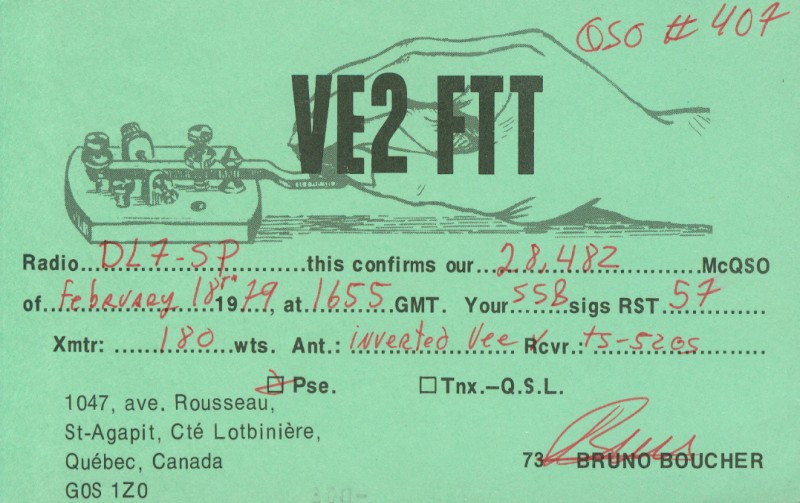 QSO # 407
VE2 FTT
Radio...DL7-SP...this confirms our...28,482...McQSO
of...february 18th 1979, at 1655 GMT. Your SSB sigs RST 57
Xmtr: ...180...wts. Ant.: inverted Vee Rcvr.: TS-520S
☑ Pse. ☐ Tnx.–Q.S.L.
1047, ave. Rousseau,
St-Agapit, Cté Lotbinière,
Québec, Canada
G0S 1Z0
73 BRUNO BOUCHER